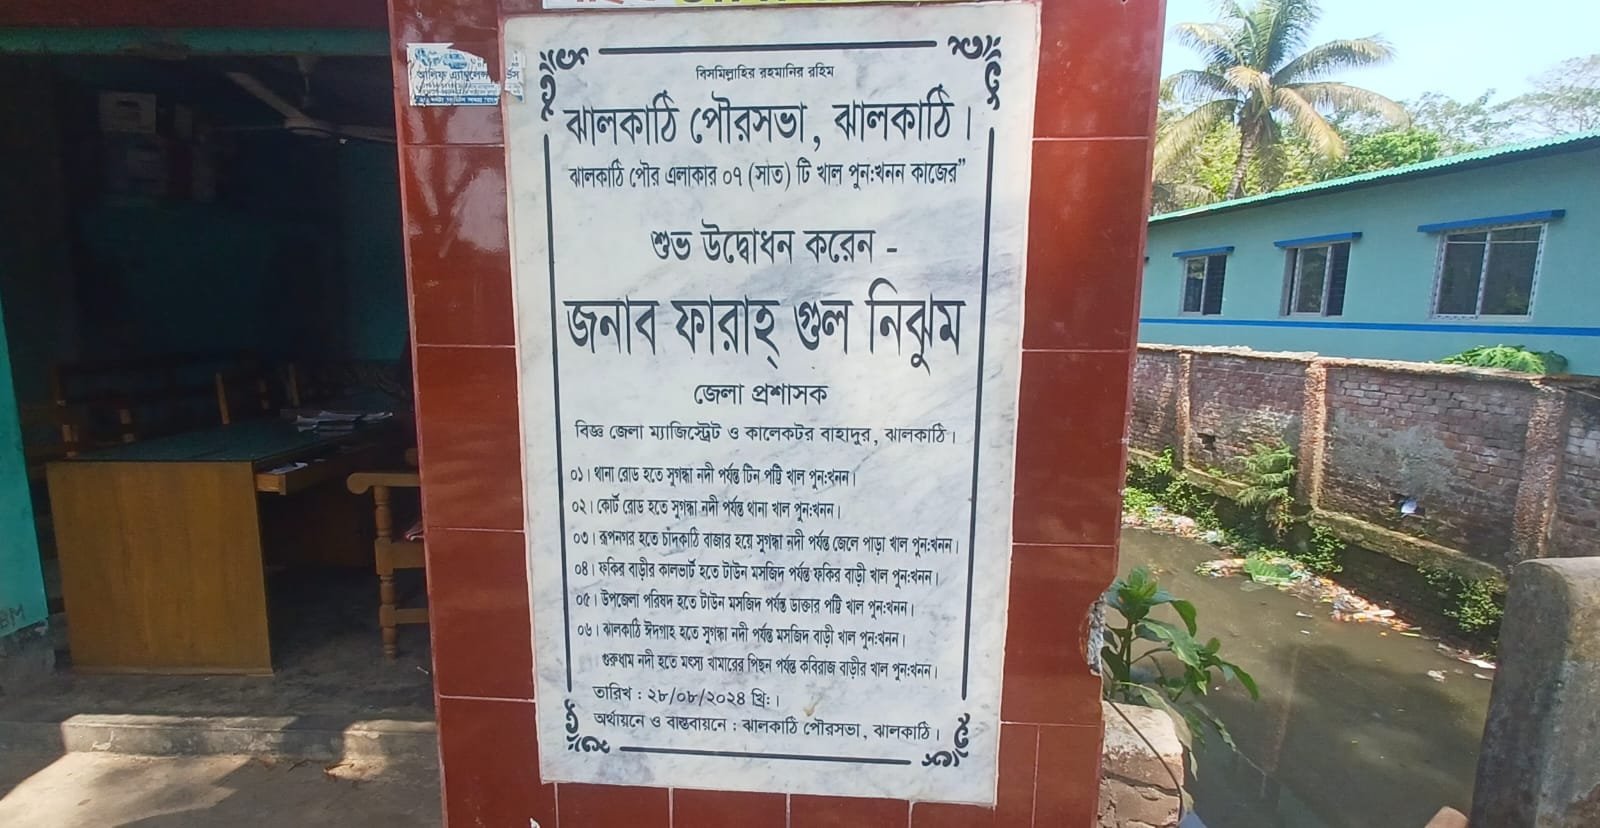 বিসমিল্লাহির রহমানির রহিম
ঝালকাঠি পৌরসভা, ঝালকাঠি।
ঝালকাঠি পৌর এলাকার ০৭ (সাত) টি খাল পুন:খনন কাজের”
শুভ উদ্বোধন করেন -
জনাব ফারাহ্ গুল নিঝুম
জেলা প্রশাসক
বিজ্ঞ জেলা ম্যাজিস্ট্রেট ও কালেকটর বাহাদুর, ঝালকাঠি।
০১। থানা রোড হতে সুগন্ধা নদী পর্যন্ত টিন পট্টি খাল পুন:খনন।
০২। কোর্ট রোড হতে সুগন্ধা নদী পর্যন্ত থানা খাল পুন:খনন।
০৩। রূপনগর হতে চাঁদকাঠি বাজার হয়ে সুগন্ধা নদী পর্যন্ত জেলে পাড়া খাল পুন:খনন।
০৪। ফকির বাড়ীর কালভার্ট হতে টাউন মসজিদ পর্যন্ত ফকির বাড়ী খাল পুন:খনন।
০৫। উপজেলা পরিষদ হতে টাউন মসজিদ পর্যন্ত ডাক্তার পট্টি খাল পুন:খনন।
০৬। ঝালকাঠি ঈদগাহ হতে সুগন্ধা নদী পর্যন্ত মসজিদ বাড়ী খাল পুন:খনন।
গুরুধাম নদী হতে মৎস্য খামারের পিছন পর্যন্ত কবিরাজ বাড়ীর খাল পুন:খনন।
তারিখ : ২৮/০৮/২০২৪ খ্রি:।
অর্থায়নে ও বাস্তবায়নে : ঝালকাঠি পৌরসভা, ঝালকাঠি।